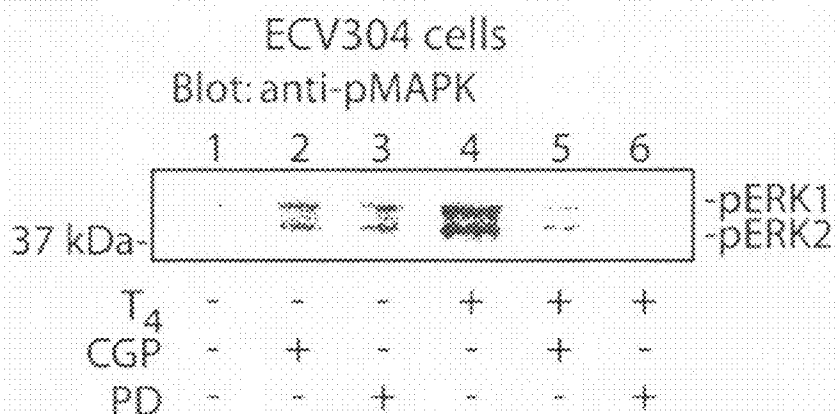 ECV304 cells
Blot: anti-pMAPK
1 2 3 4 5 6
-pERK1
37 kDa- -pERK2
T4 - - - + + +
CGP - + - - + -
PD - - + - - +